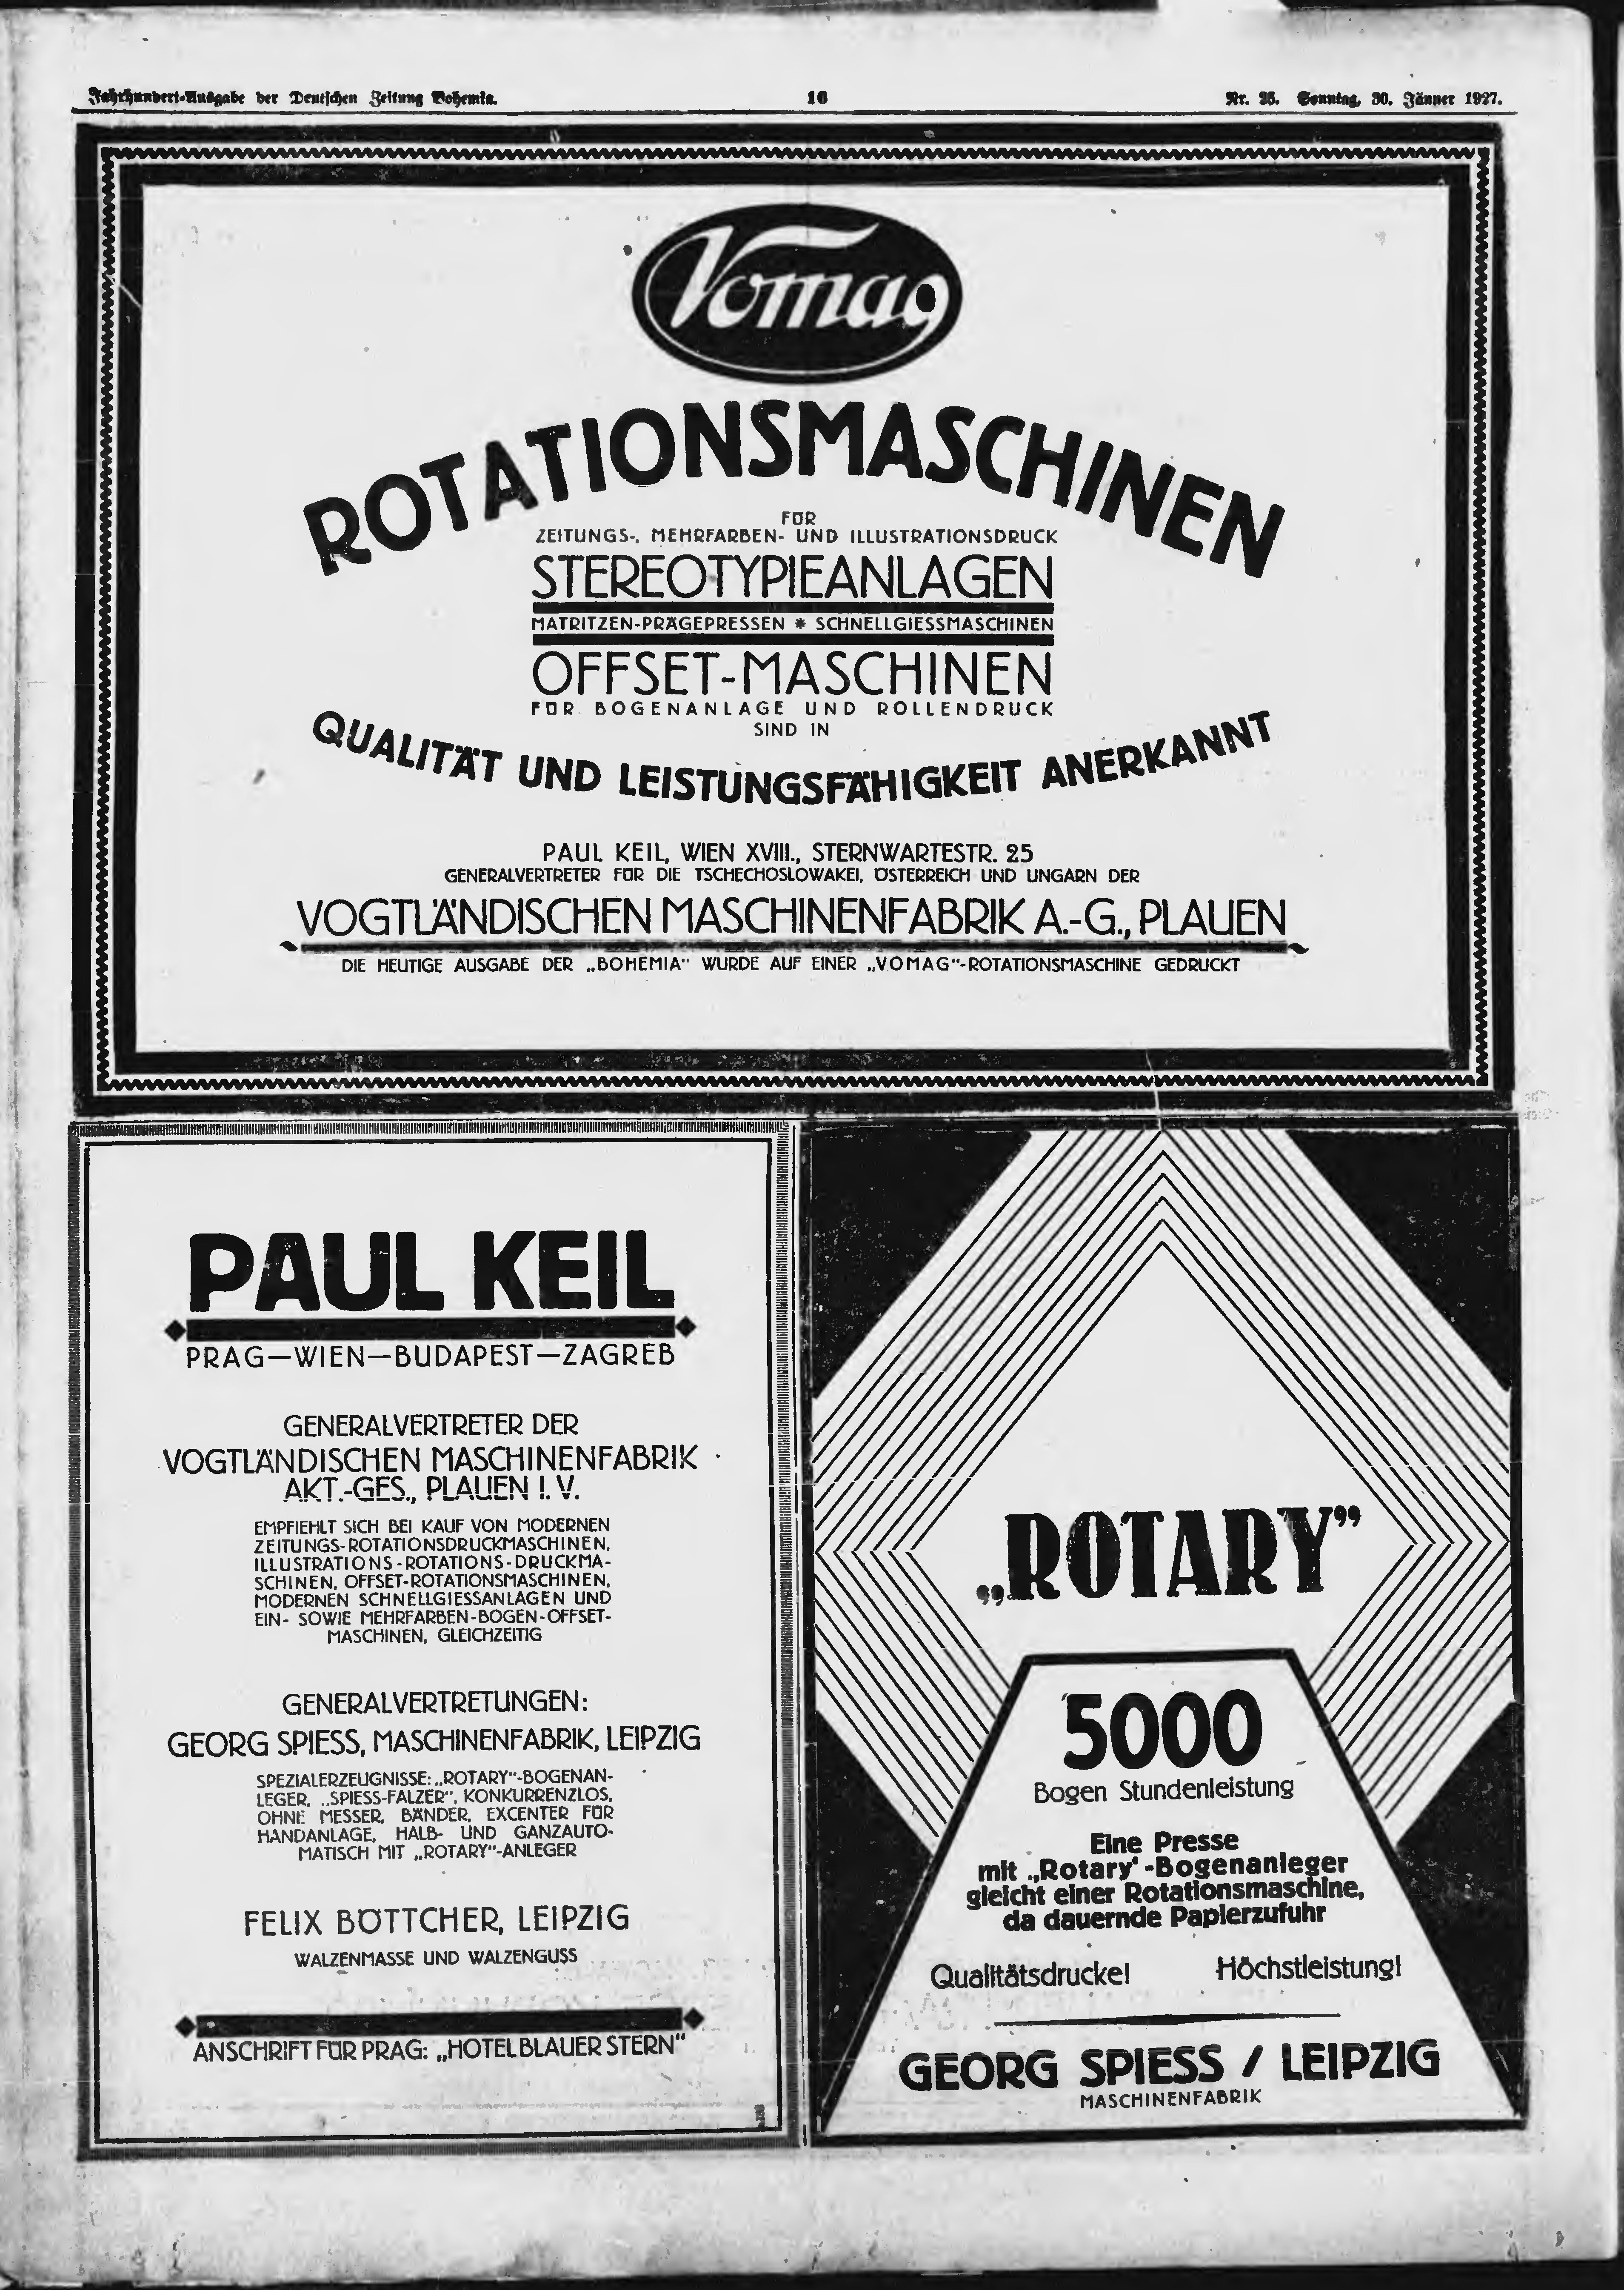 Jahrhundert-Ausgabe der Deutschen Zeitung Bohemia.
16
Nr. 25. Sonntag, 30. Jänner 1927.
Vomag
ROTATIONSMASCHINEN
FÜR
ZEITUNGS-, MEHRFARBEN- UND ILLUSTRATIONSDRUCK
STEREOTYPIEANLAGEN
MATRITZEN-PRÄGEPRESSEN * SCHNELLGIESSMASCHINEN
OFFSET-MASCHINEN
FÜR BOGENANLAGE UND ROLLENDRUCK
SIND IN
QUALITÄT UND LEISTUNGSFÄHIGKEIT ANERKANNT
PAUL KEIL, WIEN XVIII., STERNWARTESTR. 25
GENERALVERTRETER FÜR DIE TSCHECHOSLOWAKEI, ÖSTERREICH UND UNGARN DER
VOGTLÄNDISCHEN MASCHINENFABRIK A.-G., PLAUEN
DIE HEUTIGE AUSGABE DER „BOHEMIA“ WURDE AUF EINER „VOMAG“-ROTATIONSMASCHINE GEDRUCKT
PAUL KEIL
PRAG—WIEN—BUDAPEST—ZAGREB
GENERALVERTRETER DER
VOGTLÄNDISCHEN MASCHINENFABRIK
AKT.-GES., PLAUEN I. V.
EMPFIEHLT SICH BEI KAUF VON MODERNEN
ZEITUNGS-ROTATIONSDRUCKMASCHINEN,
ILLUSTRATIONS-ROTATIONS-DRUCKMA-
SCHINEN, OFFSET-ROTATIONSMASCHINEN,
MODERNEN SCHNELLGIESSANLAGEN UND
EIN- SOWIE MEHRFARBEN-BOGEN-OFFSET-
MASCHINEN, GLEICHZEITIG
GENERALVERTRETUNGEN:
GEORG SPIESS, MASCHINENFABRIK, LEIPZIG
SPEZIALERZEUGNISSE: „ROTARY“-BOGENAN-
LEGER, „SPIESS-FALZER“, KONKURRENZLOS,
OHNE MESSER, BÄNDER, EXCENTER FÜR
HANDANLAGE, HALB- UND GANZAUTO-
MATISCH MIT „ROTARY“-ANLEGER
FELIX BÖTTCHER, LEIPZIG
WALZENMASSE UND WALZENGUSS
ANSCHRIFT FÜR PRAG: „HOTEL BLAUER STERN“
„ROTARY”
5000
Bogen Stundenleistung
Eine Presse
mit „Rotary‘-Bogenanleger
gleicht einer Rotationsmaschine,
da dauernde Papierzufuhr
Qualitätsdrucke! Höchstleistung!
GEORG SPIESS / LEIPZIG
MASCHINENFABRIK